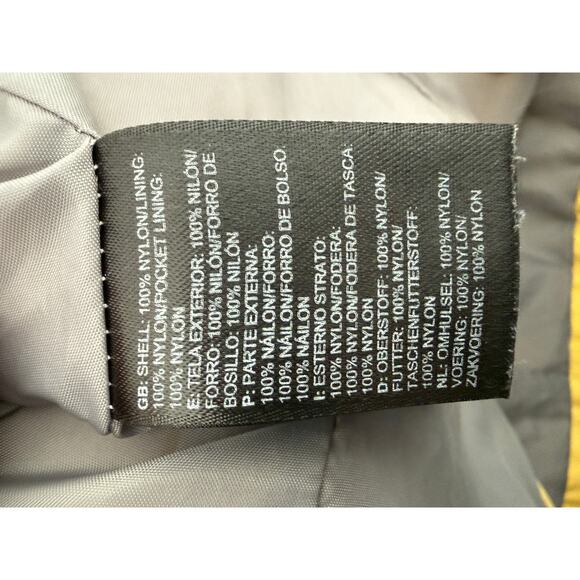 GB: SHELL: 100% NYLON/LINING:
100% NYLON/POCKET LINING:
100% NYLON
E: TELA EXTERIOR: 100% NILÓN/
FORRO: 100% NILÓN/FORRO DE
BOSILLO: 100% NILÓN
P: PARTE EXTERNA:
100% NÁILON/FORRO:
100% NÁILON/FORRO DE BOLSO:
100% NÁILON
I: ESTERNO STRATO:
100% NYLON/FODERA:
100% NYLON/FODERA DE TASCA:
100% NYLON
D: OBERSTOFF: 100% NYLON/
FUTTER: 100% NYLON/
TASCHENFUTTERSTOFF:
100% NYLON
NL: OMHULSEL: 100% NYLON/
VOERING: 100% NYLON/
ZAKVOERING: 100% NYLON